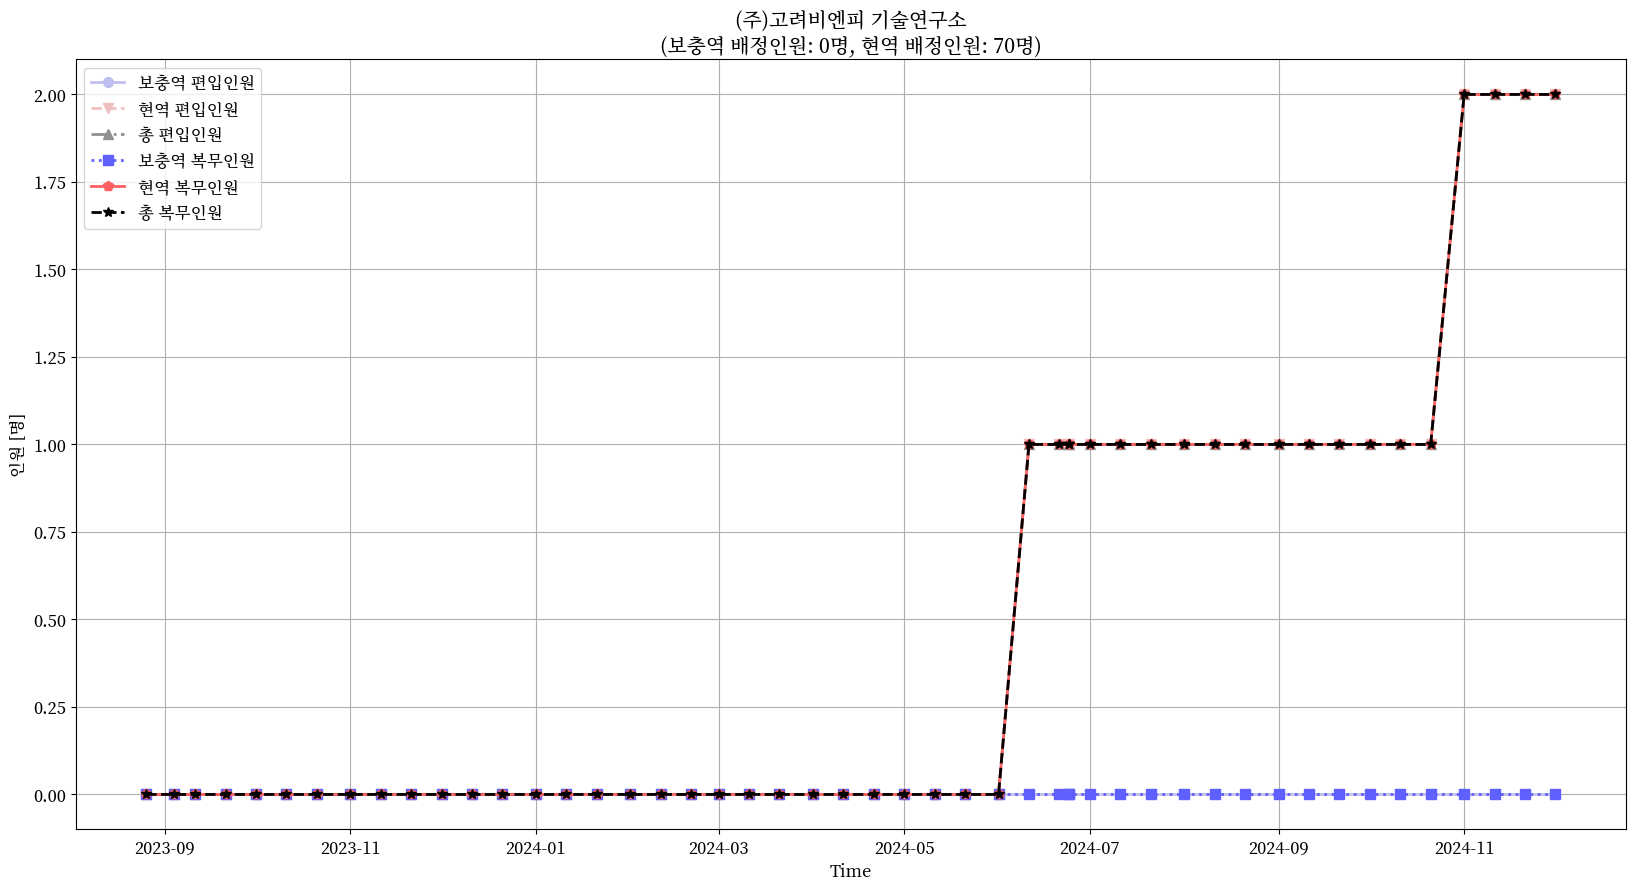 (주)고려비엔피 기술연구소
(보충역 배정인원: 0명, 현역 배정인원: 70명)
보충역 편입인원
현역 편입인원
총 편입인원
보충역 복무인원
현역 복무인원
총 복무인원
2.00
1.75
1.50
1.25
1.00
0.75
0.50
0.25
0.00
인원 [명]
2023-09
2023-11
2024-01
2024-03
2024-05
2024-07
2024-09
2024-11
Time